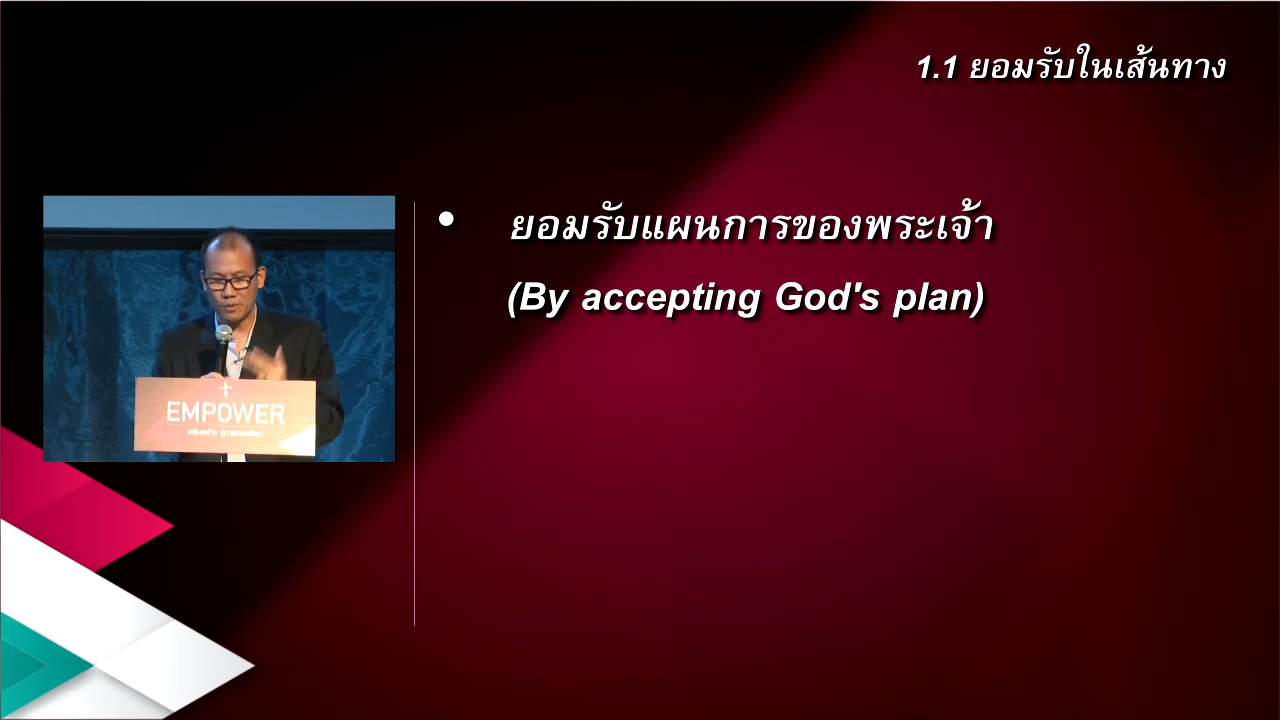 1.1 ยอมรับในเส้นทาง
• ยอมรับแผนการของพระเจ้า
(By accepting God's plan)
EMPOWER